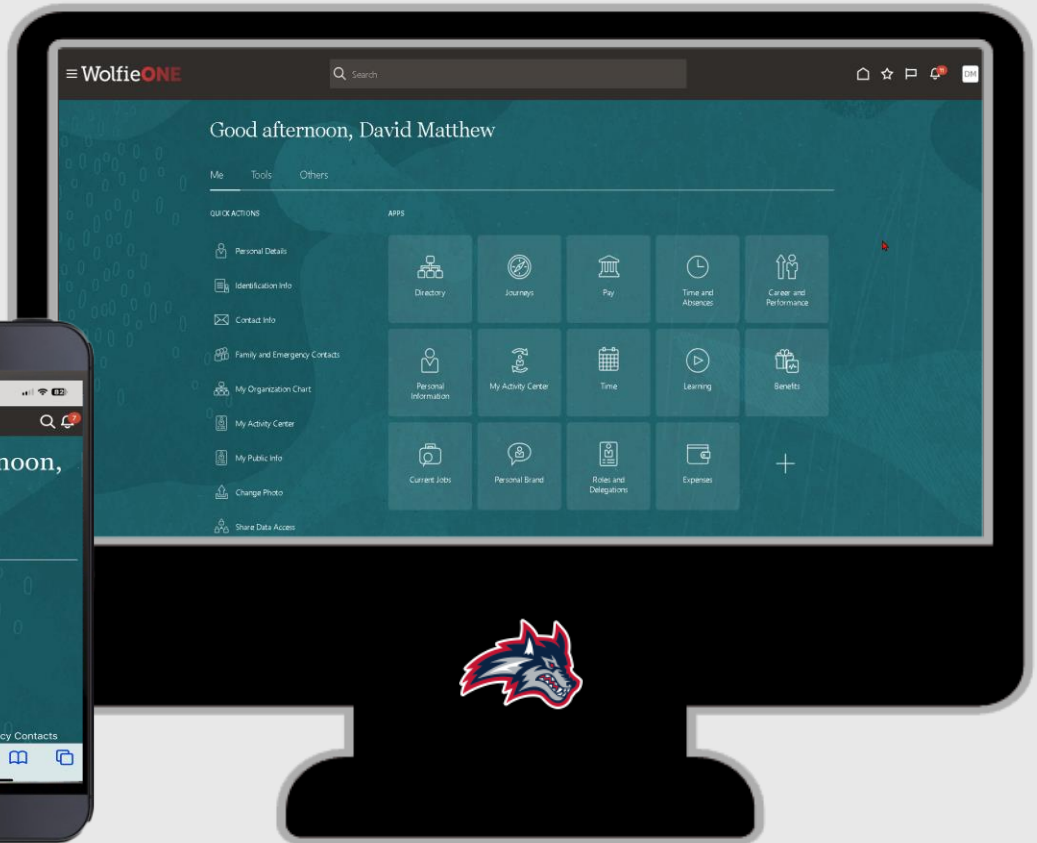 WolfieONE
Search
DM
Good afternoon, David Matthew
Me Tools Others
QUICK ACTIONS
APPS
Personal Details
Identification Info
Contact Info
Family and Emergency Contacts
My Organization Chart
My Activity Center
My Public Info
Change Photo
Share Data Access
Directory
Journeys
Pay
Time and
Absences
Career and
Performance
Personal
Information
My Activity Center
Time
Learning
Benefits
Current Jobs
Personal Brand
Roles and
Delegations
Expenses
82
7
noon,
cy Contacts